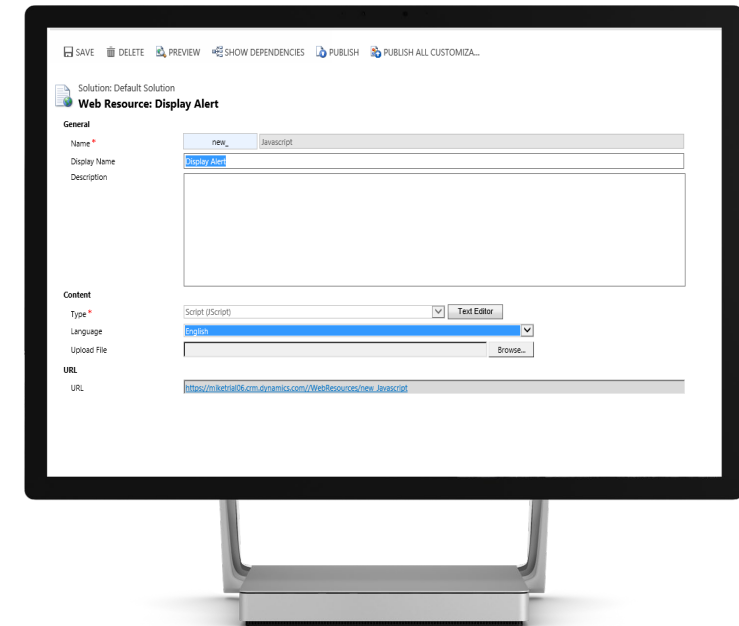 SAVE DELETE PREVIEW SHOW DEPENDENCIES PUBLISH PUBLISH ALL CUSTOMIZA...
Solution: Default Solution
Web Resource: Display Alert
General
Name * new_ Javascript
Display Name Display Alert
Description
Content
Type * Script (JScript) Text Editor
Language English
Upload File Browse...
URL
URL https://miketrial06.crm.dynamics.com//WebResources/new_Javascript